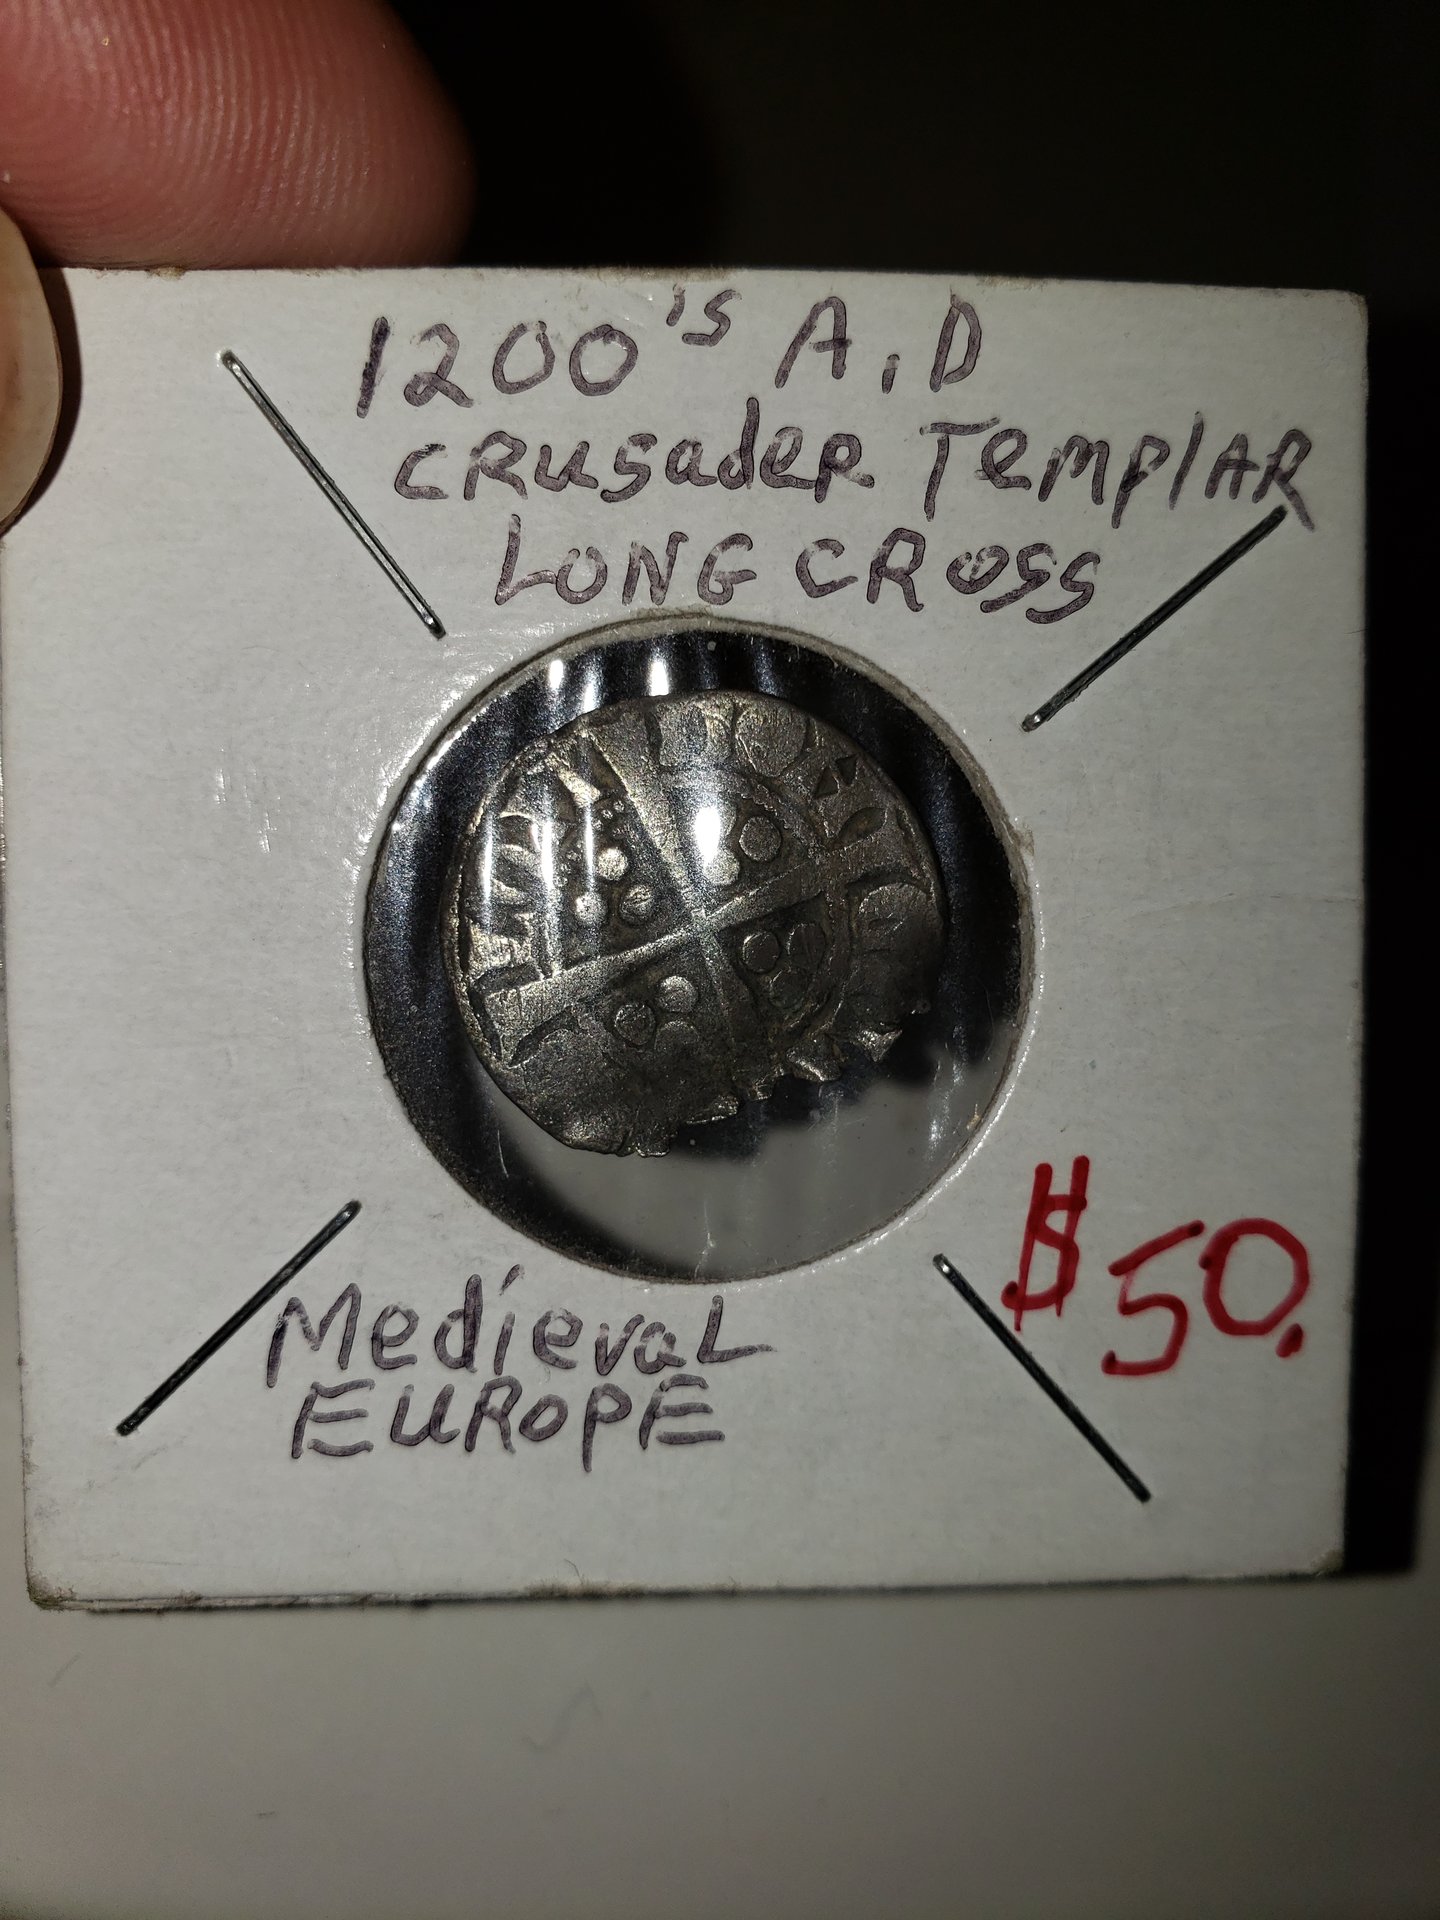 1200's A.D
CRusadeR TemplAR
LONG CROSS
MedievaL
EUROPE
$50.